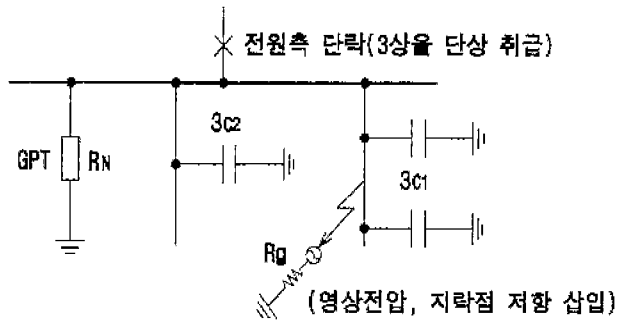 전원측 단락(3상을 단상 취급)
3C2
GPT RN
3C1
Rg
(영상전압, 지락점 저항 삽입)